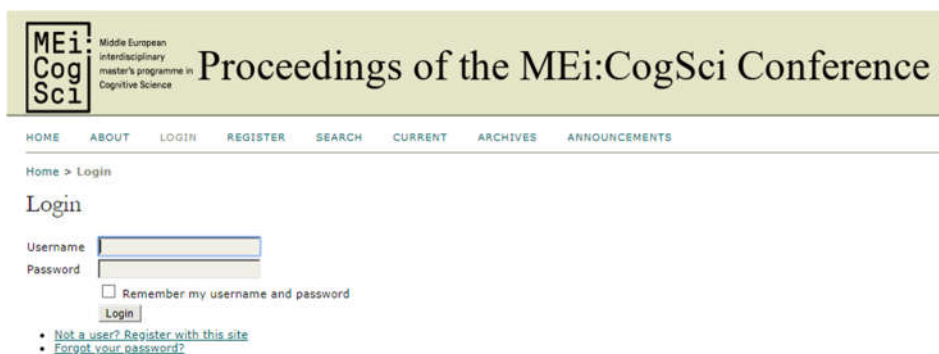 MEi:
Cog
Sci
Middle European
interdisciplinary
master's programme in
Cognitive Science
Proceedings of the MEi:CogSci Conference
HOME ABOUT LOGIN REGISTER SEARCH CURRENT ARCHIVES ANNOUNCEMENTS
Home > Login
Login
Username
Password
Remember my username and password
Login
• Not a user? Register with this site
• Forgot your password?